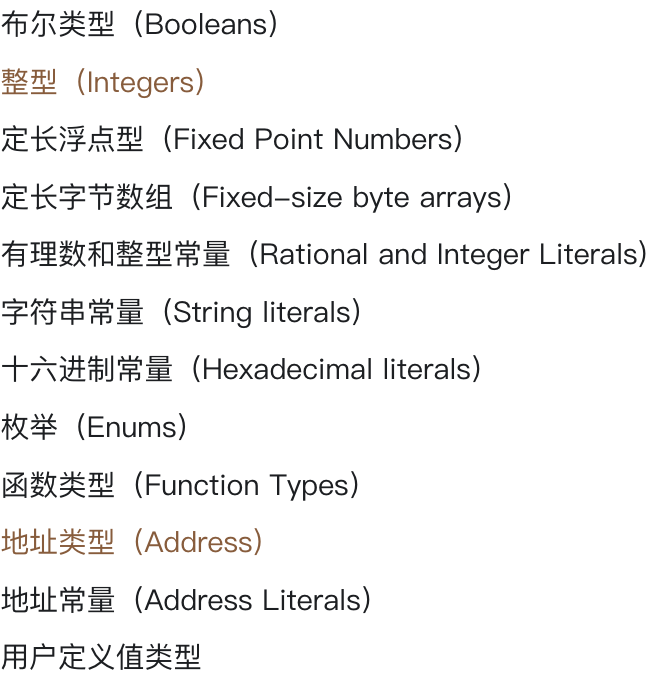 布尔类型（Booleans）
整型（Integers）
定长浮点型（Fixed Point Numbers）
定长字节数组（Fixed-size byte arrays）
有理数和整型常量（Rational and Integer Literals）
字符串常量（String literals）
十六进制常量（Hexadecimal literals）
枚举（Enums）
函数类型（Function Types）
地址类型（Address）
地址常量（Address Literals）
用户定义值类型